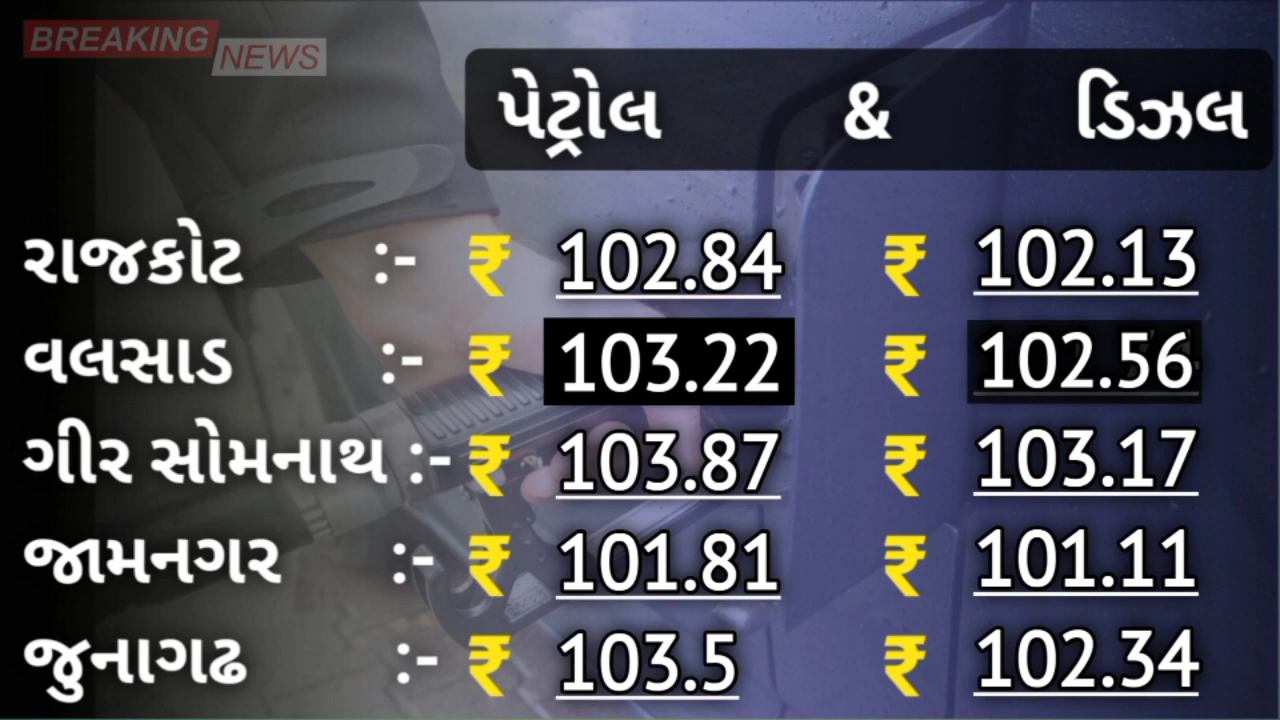 BREAKING NEWS
પેટ્રોલ & ડિઝલ
રાજકોટ :- ₹ 102.84 ₹ 102.13
વલસાડ :- ₹ 103.22 ₹ 102.56
ગીર સોમનાથ :- ₹ 103.87 ₹ 103.17
જામનગર :- ₹ 101.81 ₹ 101.11
જુનાગઢ :- ₹ 103.5 ₹ 102.34